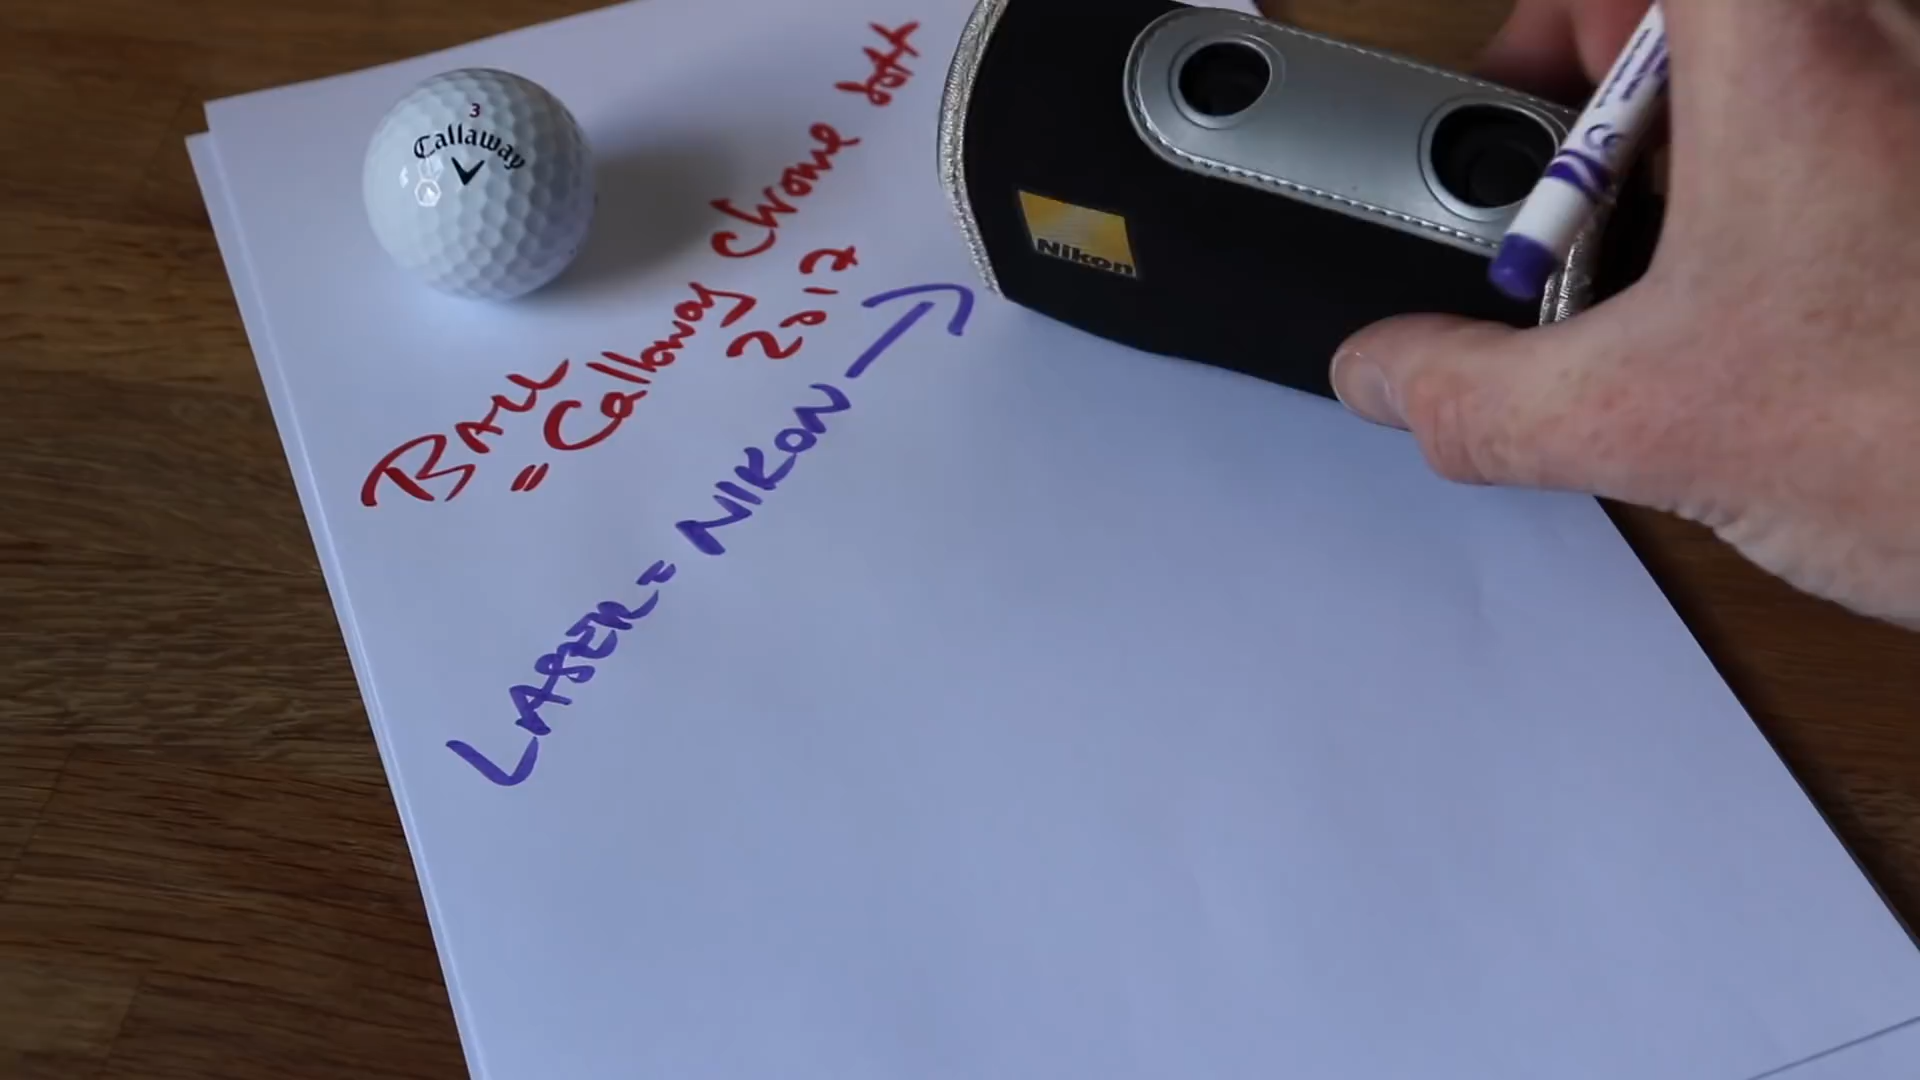 3
Callaway
Nikon
BALL
= Callaway Chrome soft
2017
LASER = NIKON